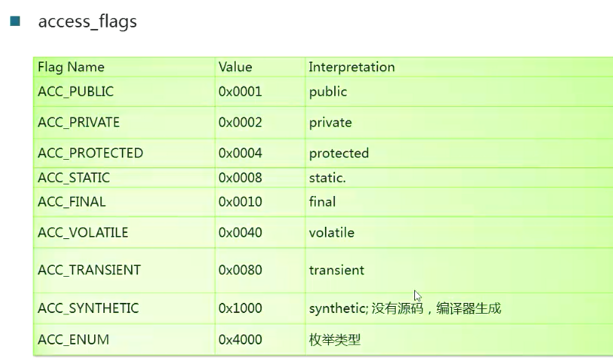 access_flags
Flag Name Value Interpretation
ACC_PUBLIC 0x0001 public
ACC_PRIVATE 0x0002 private
ACC_PROTECTED 0x0004 protected
ACC_STATIC 0x0008 static.
ACC_FINAL 0x0010 final
ACC_VOLATILE 0x0040 volatile
ACC_TRANSIENT 0x0080 transient
ACC_SYNTHETIC 0x1000 synthetic; 没有源码，编译器生成
ACC_ENUM 0x4000 枚举类型